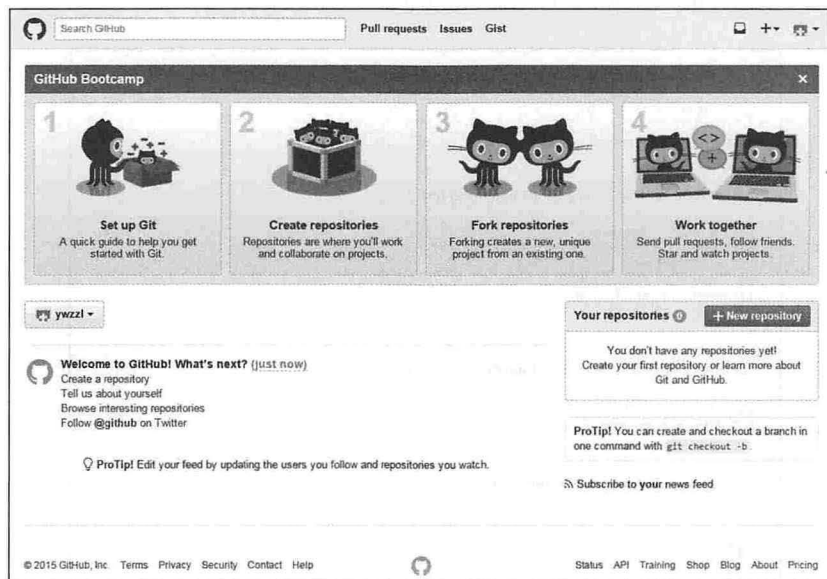 Search GitHub
Pull requests Issues Gist
GitHub Bootcamp ×
1
Set up Git
A quick guide to help you get
started with Git.
2
Create repositories
Repositories are where you'll work
and collaborate on projects.
3
Fork repositories
Forking creates a new, unique
project from an existing one.
4
Work together
Send pull requests, follow friends.
Star and watch projects.
ywzzl
Welcome to GitHub! What's next? (just now)
Create a repository
Tell us about yourself
Browse interesting repositories
Follow @github on Twitter
ProTip! Edit your feed by updating the users you follow and repositories you watch.
Your repositories 0 + New repository
You don't have any repositories yet!
Create your first repository or learn more about
Git and GitHub.
ProTip! You can create and checkout a branch in
one command with git checkout -b.
Subscribe to your news feed
© 2015 GitHub, Inc. Terms Privacy Security Contact Help
Status API Training Shop Blog About Pricing